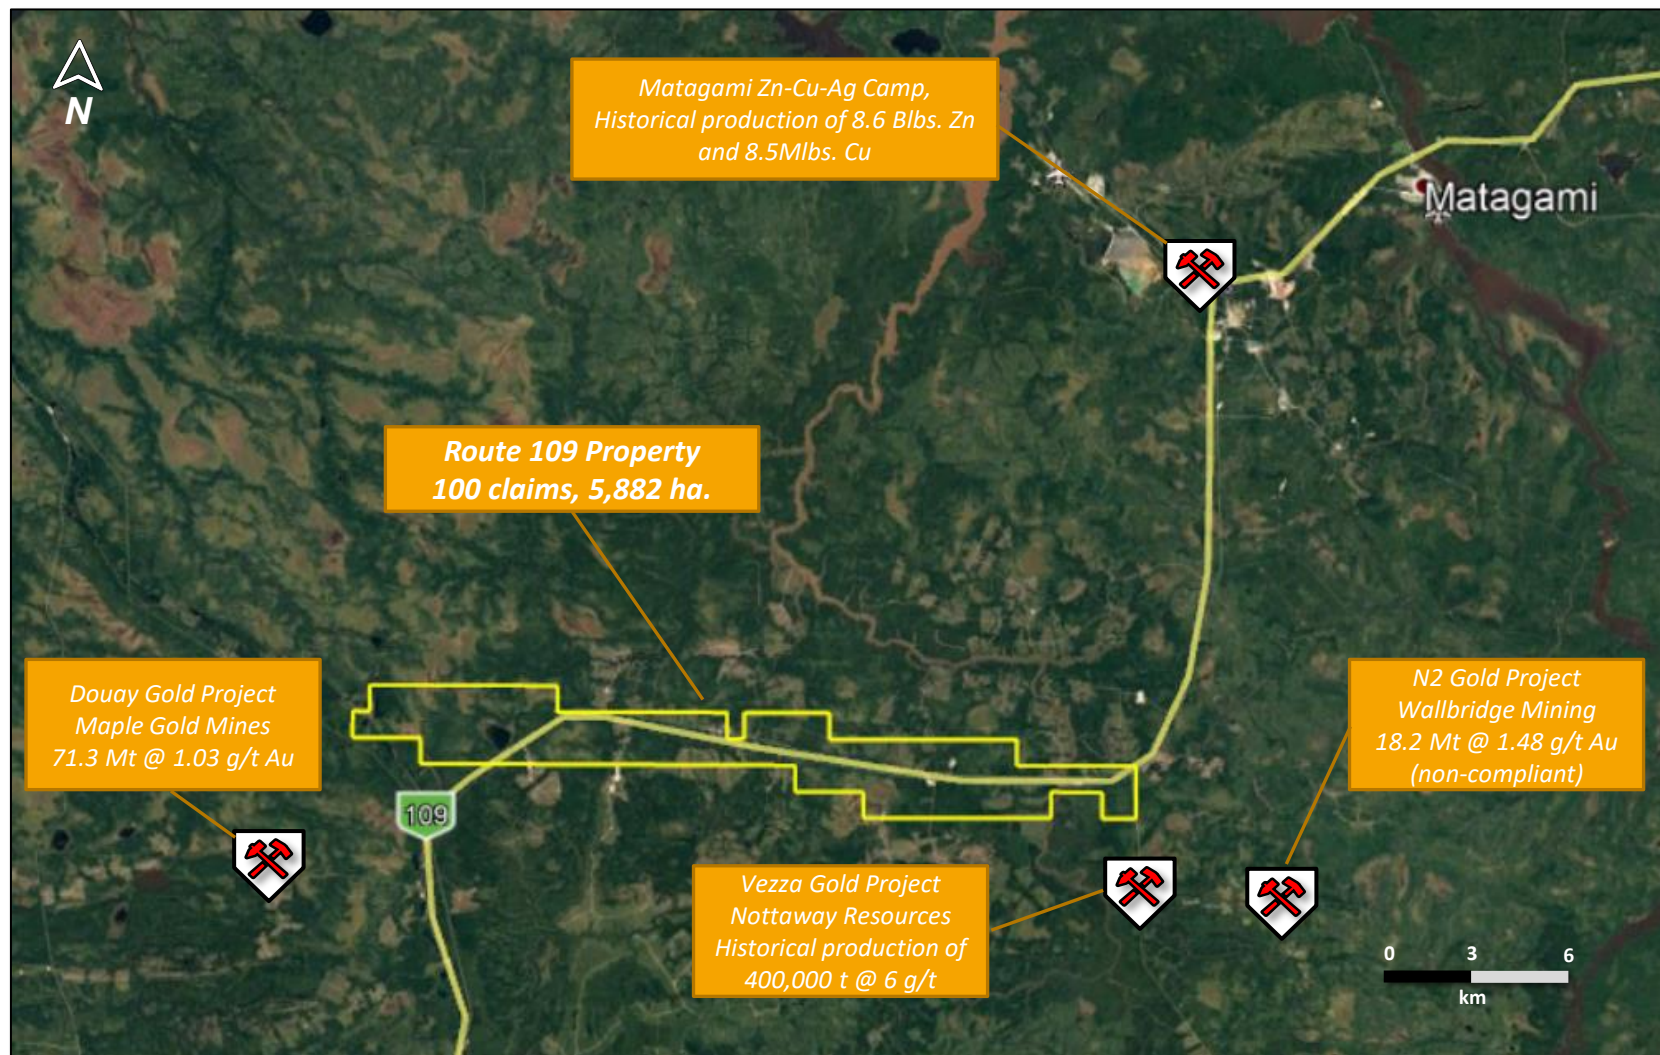 N
Matagami Zn-Cu-Ag Camp,
Historical production of 8.6 Blbs. Zn
and 8.5Mlbs. Cu
Matagami
Route 109 Property
100 claims, 5,882 ha.
Douay Gold Project
Maple Gold Mines
71.3 Mt @ 1.03 g/t Au
N2 Gold Project
Wallbridge Mining
18.2 Mt @ 1.48 g/t Au
(non-compliant)
109
Vezza Gold Project
Nottaway Resources
Historical production of
400,000 t @ 6 g/t
0 3 6
km